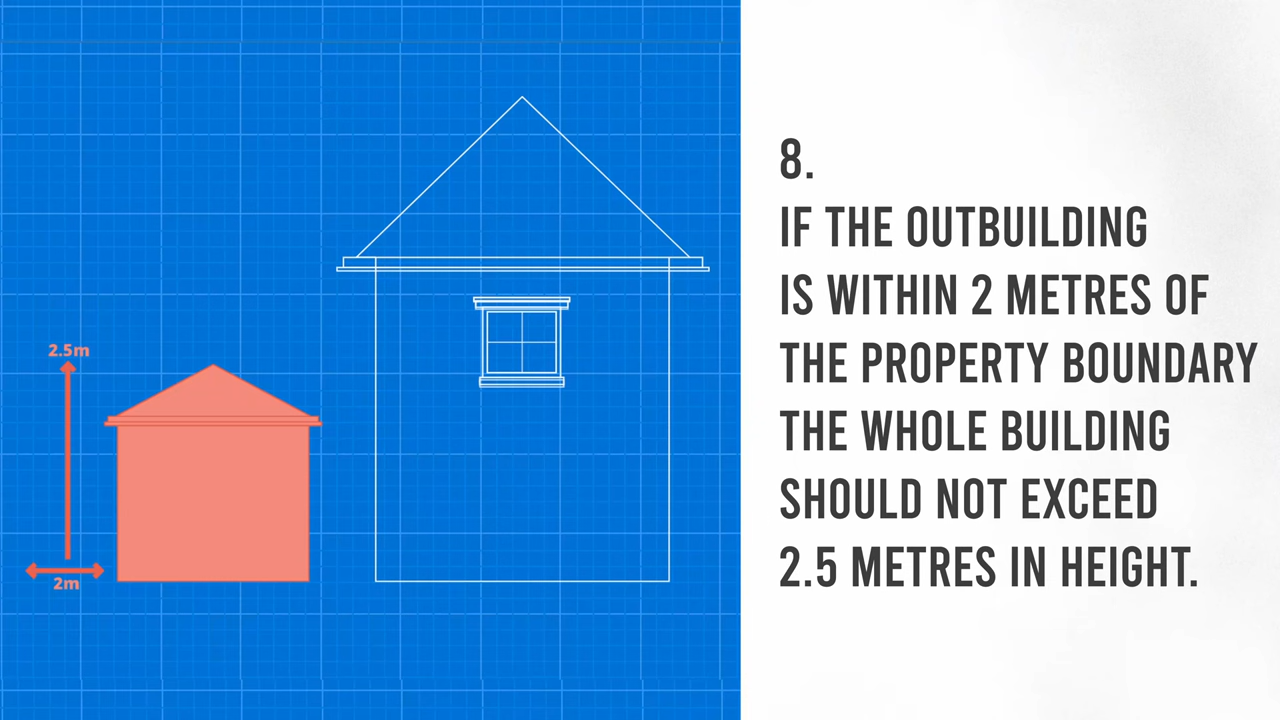 2.5m
2m
8.
IF THE OUTBUILDING
IS WITHIN 2 METRES OF
THE PROPERTY BOUNDARY
THE WHOLE BUILDING
SHOULD NOT EXCEED
2.5 METRES IN HEIGHT.